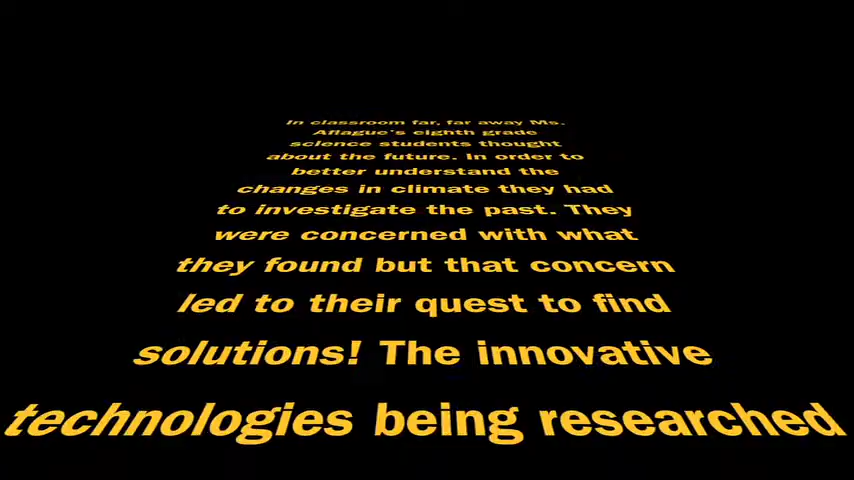 In classroom far, far away Ms.
Aflague's eighth grade
science students thought
about the future. In order to
better understand the
changes in climate they had
to investigate the past. They
were concerned with what
they found but that concern
led to their quest to find
solutions! The innovative
technologies being researched